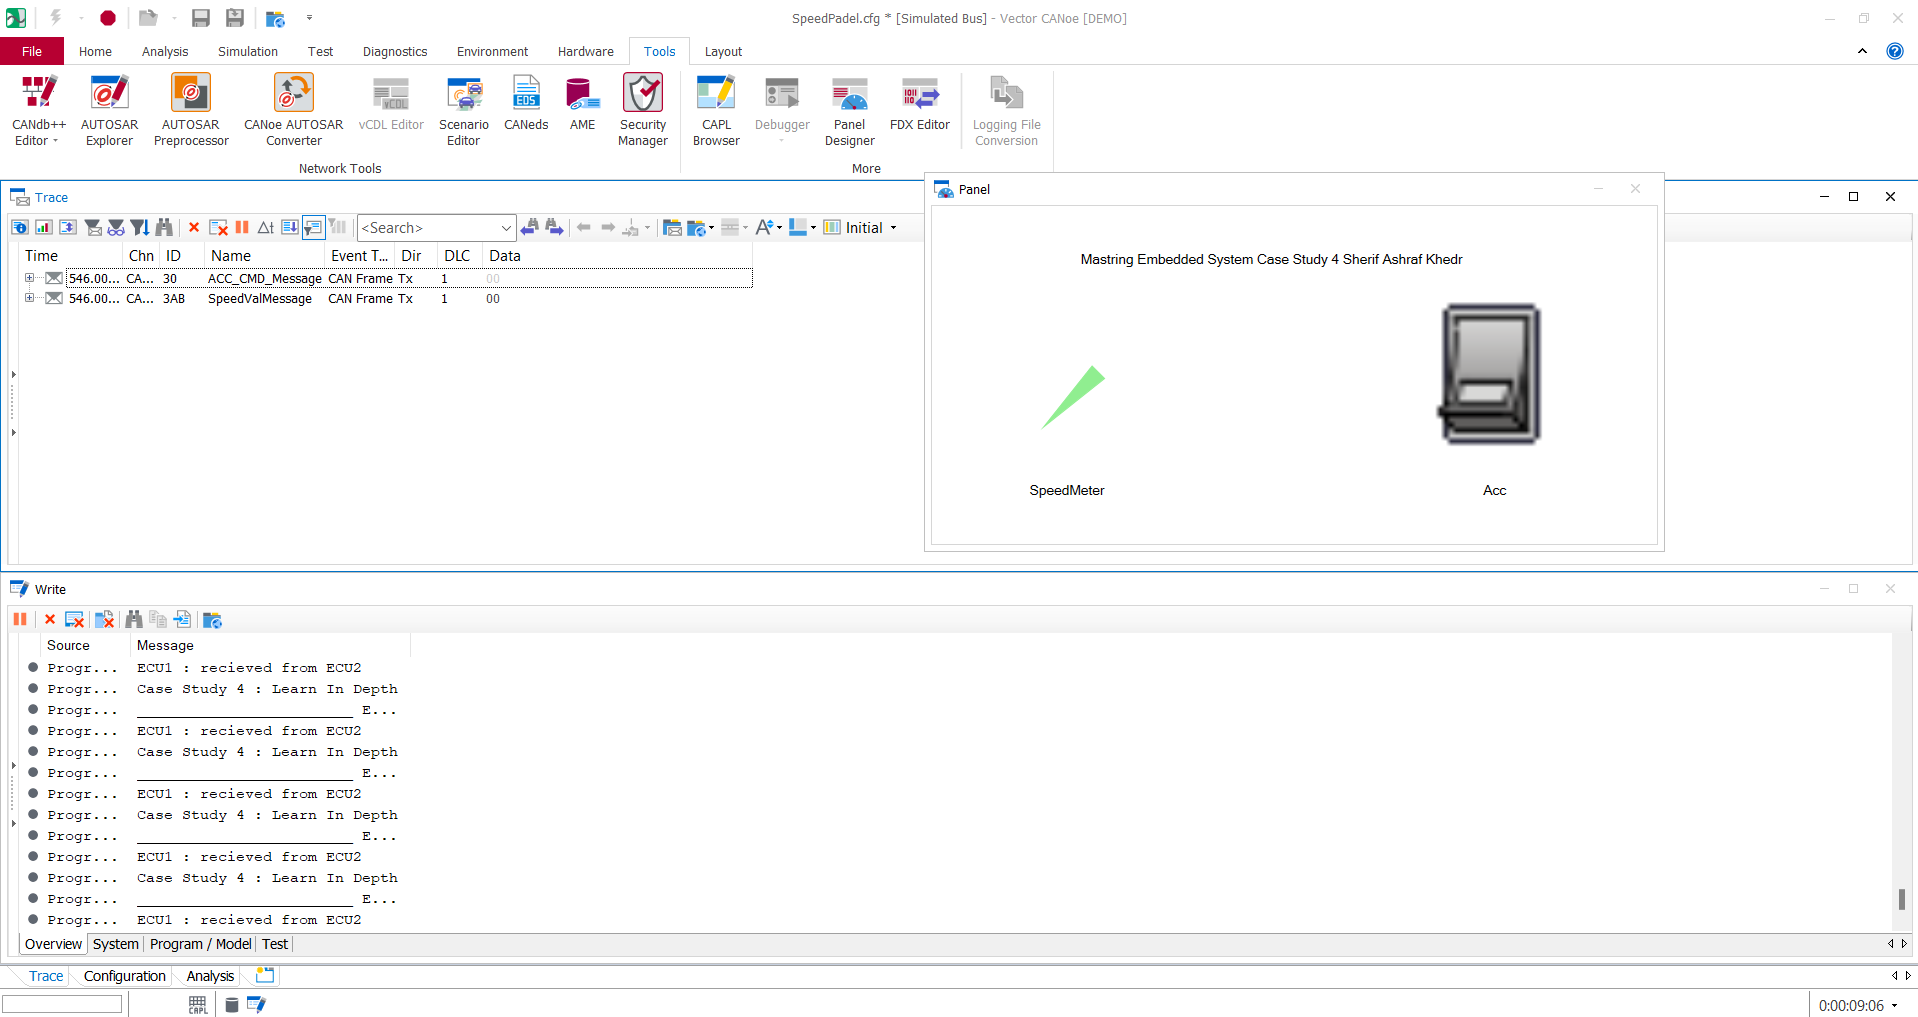 SpeedPadel.cfg * [Simulated Bus] - Vector CANoe [DEMO]
File Home Analysis Simulation Test Diagnostics Environment Hardware Tools Layout
CANdb++ Editor
AUTOSAR Explorer
AUTOSAR Preprocessor
CANoe AUTOSAR Converter
vCDL Editor
Scenario Editor
CANeds
AME
Security Manager
CAPL Browser
Debugger
Panel Designer
FDX Editor
Logging File Conversion
Network Tools
More
Trace
<Search>
Initial
Time Chn ID Name Event T... Dir DLC Data
546.00... CA... 30 ACC_CMD_Message CAN Frame Tx 1 00
546.00... CA... 3AB SpeedValMessage CAN Frame Tx 1 00
Panel
Mastring Embedded System Case Study 4 Sherif Ashraf Khedr
SpeedMeter
Acc
Write
Source Message
Progr... ECU1 : recieved from ECU2
Progr... Case Study 4 : Learn In Depth
Progr... ________________________ E...
Progr... ECU1 : recieved from ECU2
Progr... Case Study 4 : Learn In Depth
Progr... ________________________ E...
Progr... ECU1 : recieved from ECU2
Progr... Case Study 4 : Learn In Depth
Progr... ________________________ E...
Progr... ECU1 : recieved from ECU2
Progr... Case Study 4 : Learn In Depth
Progr... ________________________ E...
Progr... ECU1 : recieved from ECU2
Overview System Program / Model Test
Trace Configuration Analysis
CAPL
0:00:09:06